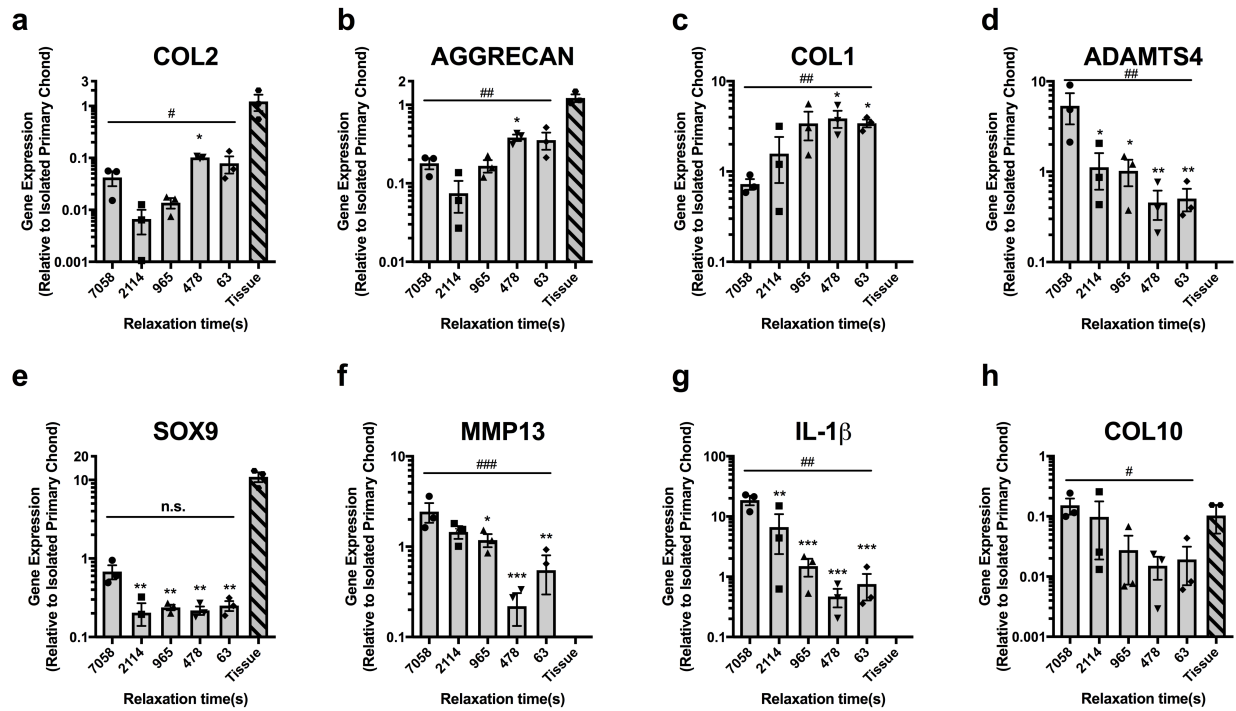 a
COL2
Gene Expression
(Relative to Isolated Primary Chond)
3
1
0.1
0.01
0.001
#
*
7058
2114
965
478
63
Tissue
Relaxation time(s)
b
AGGRECAN
Gene Expression
(Relative to Isolated Primary Chond)
2
1
0.1
0.01
##
*
7058
2114
965
478
63
Tissue
Relaxation time(s)
c
COL1
Gene Expression
(Relative to Isolated Primary Chond)
10
1
0.1
##
*
*
7058
2114
965
478
63
Tissue
Relaxation time(s)
d
ADAMTS4
Gene Expression
(Relative to Isolated Primary Chond)
10
1
0.1
##
*
*
**
**
7058
2114
965
478
63
Tissue
Relaxation time(s)
e
SOX9
Gene Expression
(Relative to Isolated Primary Chond)
20
10
1
0.1
n.s.
**
**
**
**
7058
2114
965
478
63
Tissue
Relaxation time(s)
f
MMP13
Gene Expression
(Relative to Isolated Primary Chond)
10
1
0.1
###
*
***
**
7058
2114
965
478
63
Tissue
Relaxation time(s)
g
IL-1β
Gene Expression
(Relative to Isolated Primary Chond)
100
10
1
0.1
##
**
***
***
***
7058
2114
965
478
63
Tissue
Relaxation time(s)
h
COL10
Gene Expression
(Relative to Isolated Primary Chond)
1
0.1
0.01
0.001
#
7058
2114
965
478
63
Tissue
Relaxation time(s)